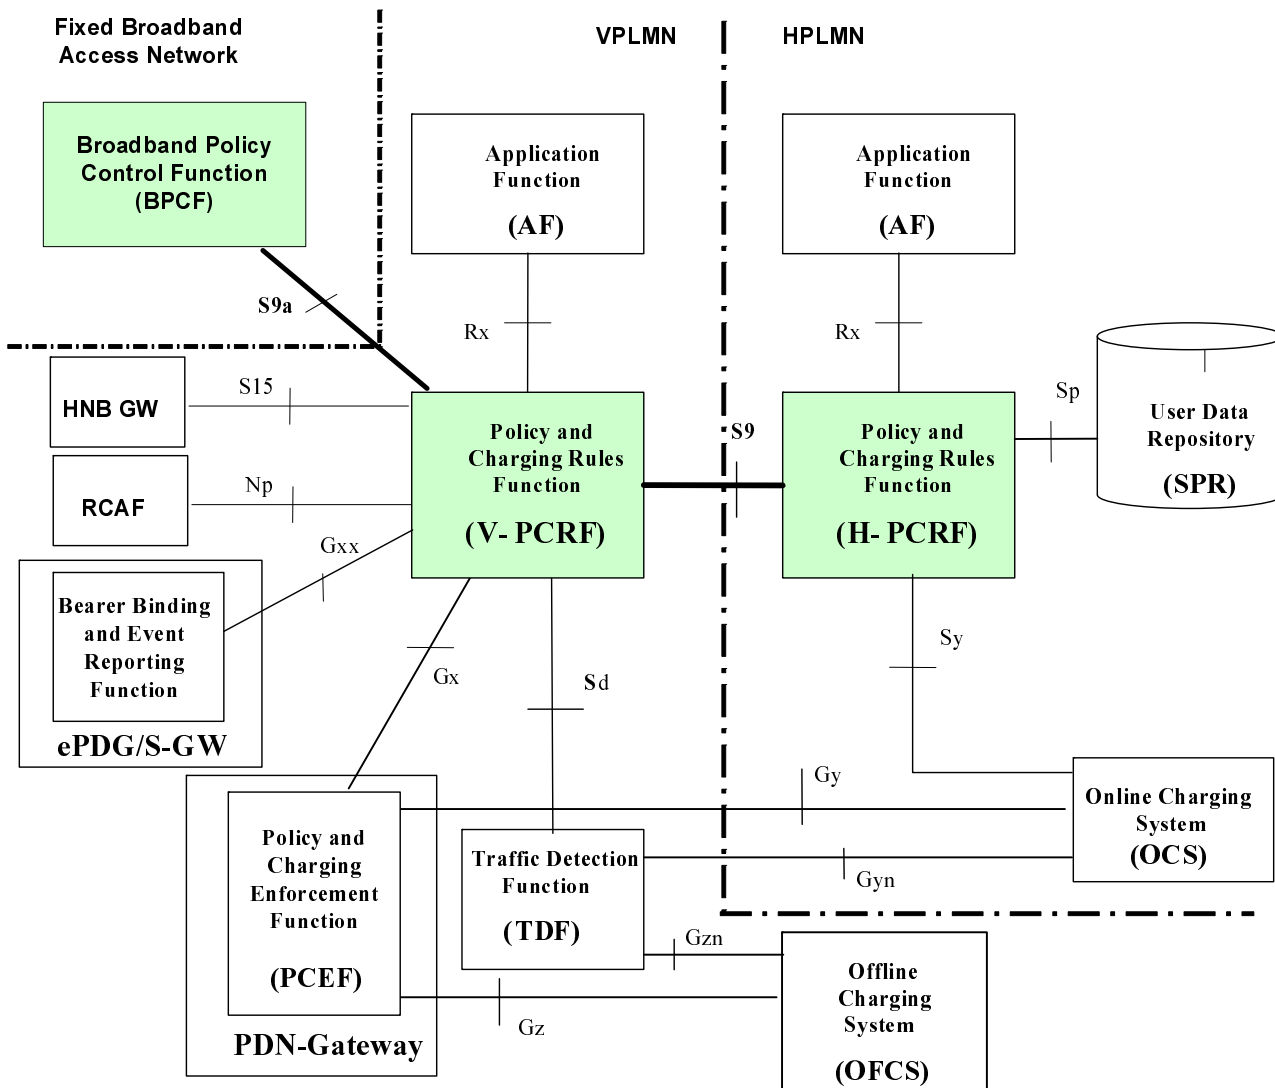 Fixed Broadband
Access Network
VPLMN
HPLMN
Broadband Policy
Control Function
(BPCF)
Application
Function
(AF)
Application
Function
(AF)
S9a
Rx
Rx
HNB GW
S15
Policy and
Charging Rules
Function
(V- PCRF)
S9
Policy and
Charging Rules
Function
(H- PCRF)
Sp
User Data
Repository
(SPR)
RCAF
Np
Gxx
Bearer Binding
and Event
Reporting
Function
ePDG/S-GW
Gx
Sd
Sy
Policy and
Charging
Enforcement
Function
(PCEF)
PDN-Gateway
Traffic Detection
Function
(TDF)
Gy
Gyn
Online Charging
System
(OCS)
Gzn
Gz
Offline
Charging
System
(OFCS)